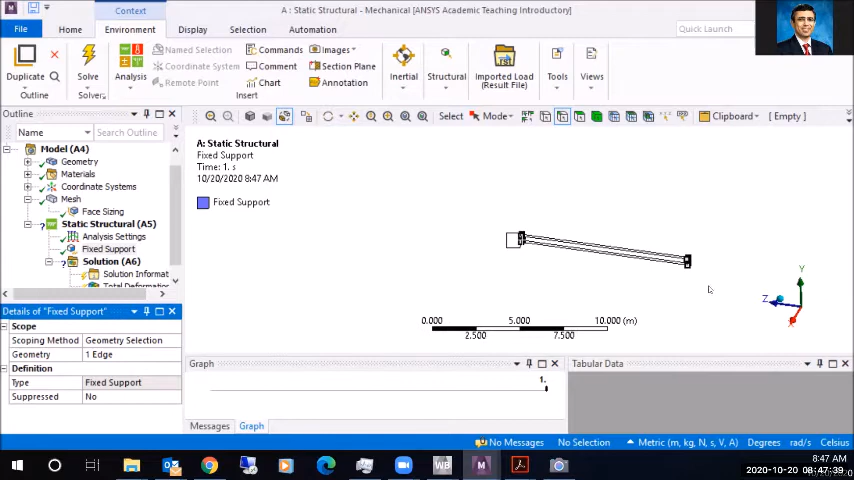 Context
A : Static Structural - Mechanical [ANSYS Academic Teaching Introductory]
File Home Environment Display Selection Automation Quick Launch
Duplicate
Outline
Solve
Solver
Analysis
Named Selection
Coordinate System
Remote Point
Commands
Comment
Chart
Images
Section Plane
Annotation
Insert
Inertial
Structural
Imported Load
(Result File)
Tools
Views
Outline
Name Search Outline
Select Mode Clipboard [ Empty ]
Model (A4)
Geometry
Materials
Coordinate Systems
Mesh
Face Sizing
Static Structural (A5)
Analysis Settings
Fixed Support
Solution (A6)
Solution Informat
Total Deformation
A: Static Structural
Fixed Support
Time: 1. s
10/20/2020 8:47 AM
Fixed Support
0.000 5.000 10.000 (m)
2.500 7.500
Y
Z
X
Details of "Fixed Support"
Scope
Scoping Method Geometry Selection
Geometry 1 Edge
Definition
Type Fixed Support
Suppressed No
Graph
1.
Messages Graph
Tabular Data
No Messages No Selection Metric (m, kg, N, s, V, A) Degrees rad/s Celsius
WB M
8:47 AM
2020-10-20 08:47:39